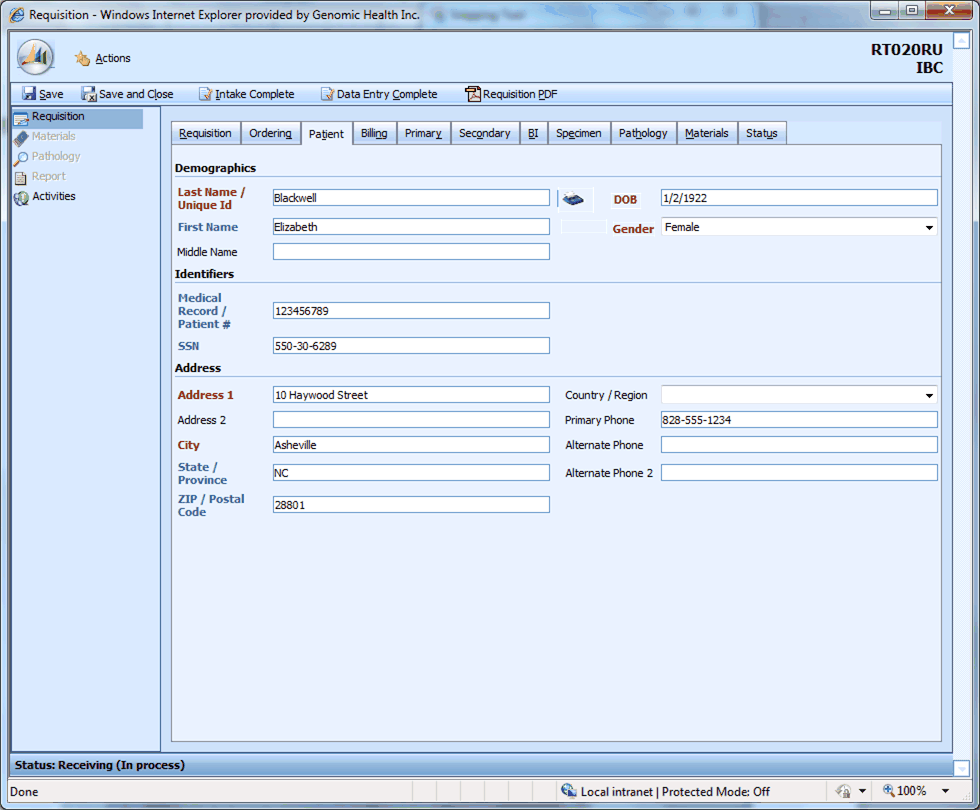 Requisition - Windows Internet Explorer provided by Genomic Health Inc.
Actions
RT020RU
IBC
Save Save and Close Intake Complete Data Entry Complete Requisition PDF
Requisition
Materials
Pathology
Report
Activities
Requisition Ordering Patient Billing Primary Secondary BI Specimen Pathology Materials Status
Demographics
Last Name /
Unique Id
Blackwell
DOB
1/2/1922
First Name
Elizabeth
Gender
Female
Middle Name
Identifiers
Medical
Record /
Patient #
123456789
SSN
550-30-6289
Address
Address 1
10 Haywood Street
Country / Region
Address 2
Primary Phone
828-555-1234
City
Asheville
Alternate Phone
State /
Province
NC
Alternate Phone 2
ZIP / Postal
Code
28801
Status: Receiving (In process)
Done
Local intranet | Protected Mode: Off
100%